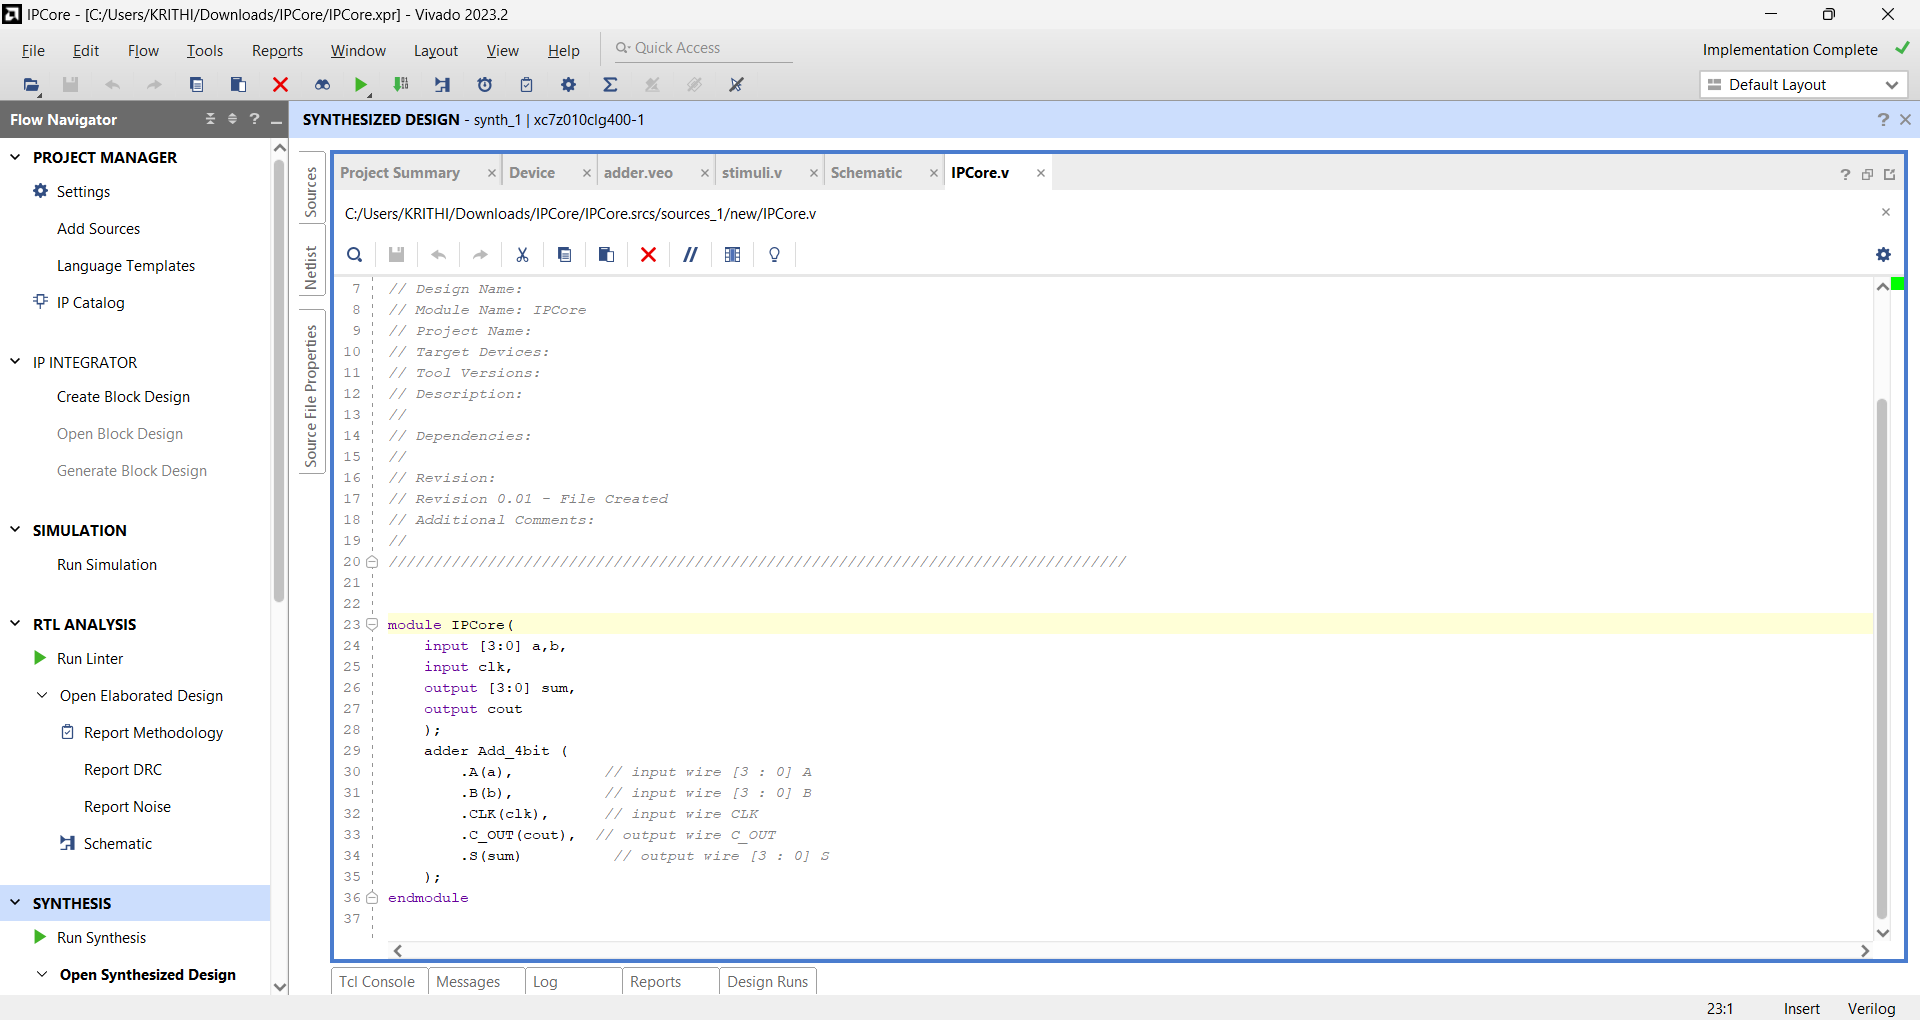 IPCore - [C:/Users/KRITHI/Downloads/IPCore/IPCore.xpr] - Vivado 2023.2
File Edit Flow Tools Reports Window Layout View Help
Quick Access
Implementation Complete
Default Layout
Flow Navigator
?
SYNTHESIZED DESIGN - synth_1 | xc7z010clg400-1
?
PROJECT MANAGER
Settings
Add Sources
Language Templates
IP Catalog
IP INTEGRATOR
Create Block Design
Open Block Design
Generate Block Design
SIMULATION
Run Simulation
RTL ANALYSIS
Run Linter
Open Elaborated Design
Report Methodology
Report DRC
Report Noise
Schematic
SYNTHESIS
Run Synthesis
Open Synthesized Design
Sources
Netlist
Source File Properties
Project Summary
Device
adder.veo
stimuli.v
Schematic
IPCore.v
?
C:/Users/KRITHI/Downloads/IPCore/IPCore.srcs/sources_1/new/IPCore.v
7 // Design Name:
8 // Module Name: IPCore
9 // Project Name:
10 // Target Devices:
11 // Tool Versions:
12 // Description:
13 //
14 // Dependencies:
15 //
16 // Revision:
17 // Revision 0.01 - File Created
18 // Additional Comments:
19 //
20 //////////////////////////////////////////////////////////////////////////////////
21
22
23 module IPCore(
24 input [3:0] a,b,
25 input clk,
26 output [3:0] sum,
27 output cout
28 );
29 adder Add_4bit (
30 .A(a), // input wire [3 : 0] A
31 .B(b), // input wire [3 : 0] B
32 .CLK(clk), // input wire CLK
33 .C_OUT(cout), // output wire C_OUT
34 .S(sum) // output wire [3 : 0] S
35 );
36 endmodule
37
Tcl Console
Messages
Log
Reports
Design Runs
23:1
Insert
Verilog